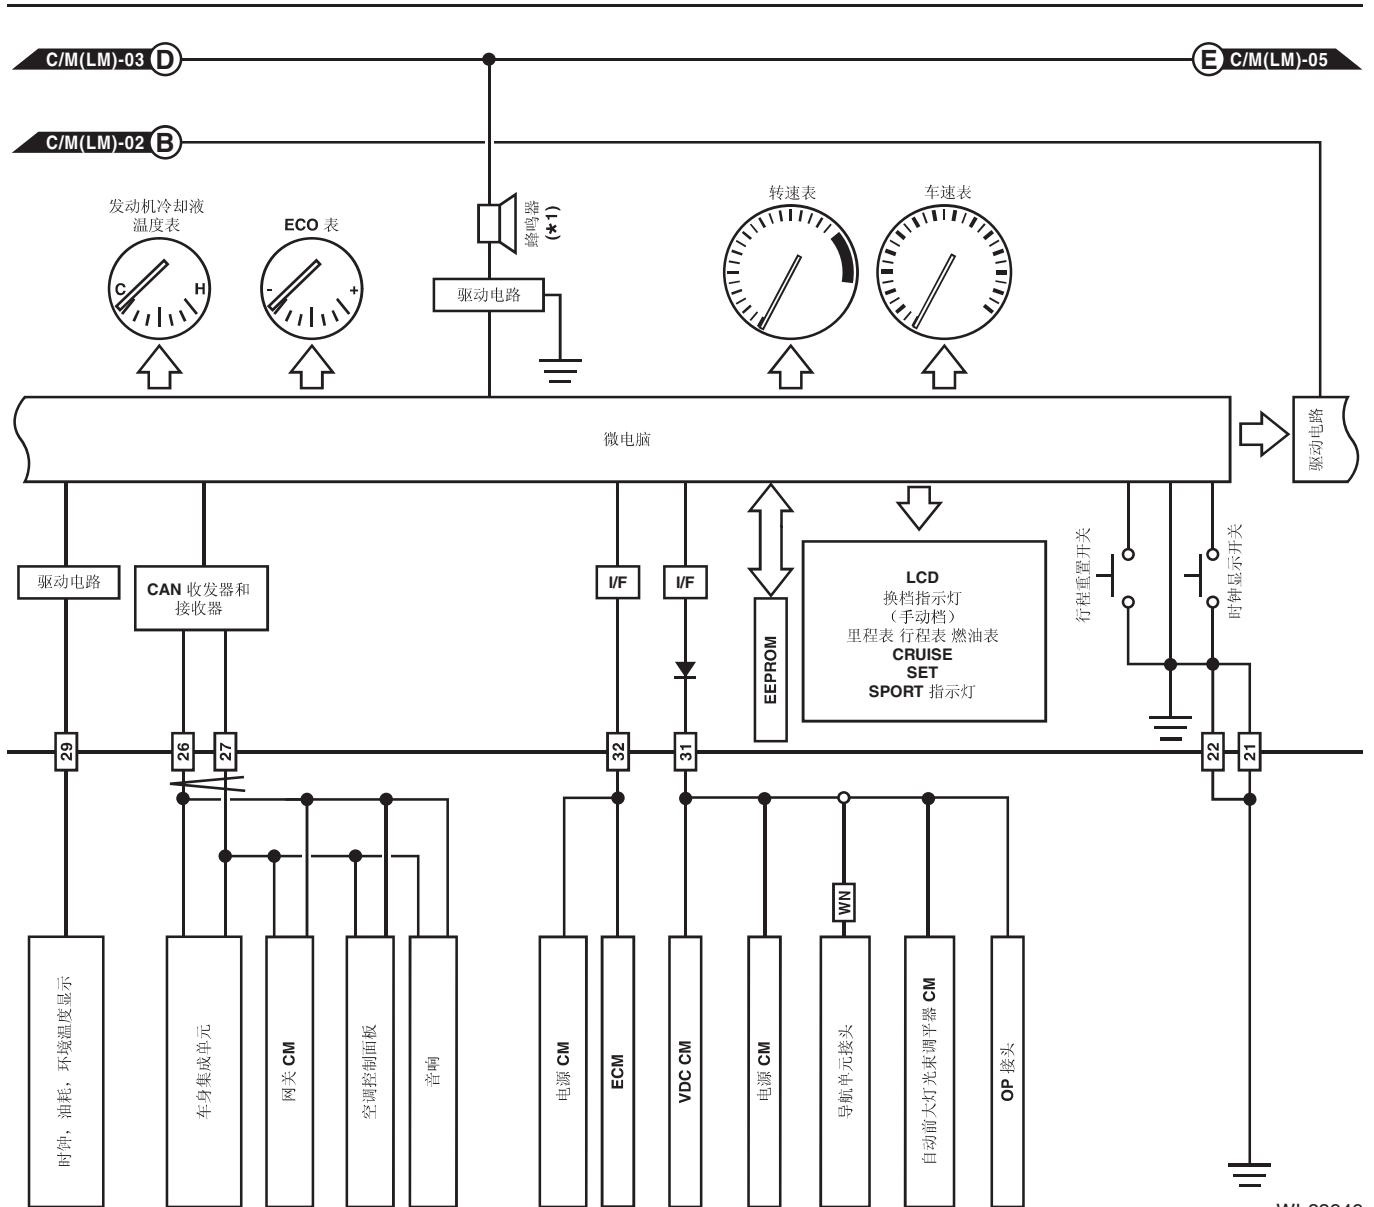 C/M(LM)-03 D
E C/M(LM)-05
C/M(LM)-02 B
发动机冷却液
温度表
C
H
ECO 表
-
+
蜂鸣器
(*1)
驱动电路
转速表
车速表
微电脑
驱动电路
驱动电路
CAN 收发器和
接收器
I/F
I/F
EEPROM
LCD
换档指示灯
（手动档）
里程表 行程表 燃油表
CRUISE
SET
SPORT 指示灯
行程重置开关
时钟显示开关
29
26
27
32
31
22
21
WN
时钟，油耗，环境温度显示
车身集成单元
网关 CM
空调控制面板
音响
电源 CM
ECM
VDC CM
电源 CM
导航单元接头
自动前大灯光束调平器 CM
OP 接头